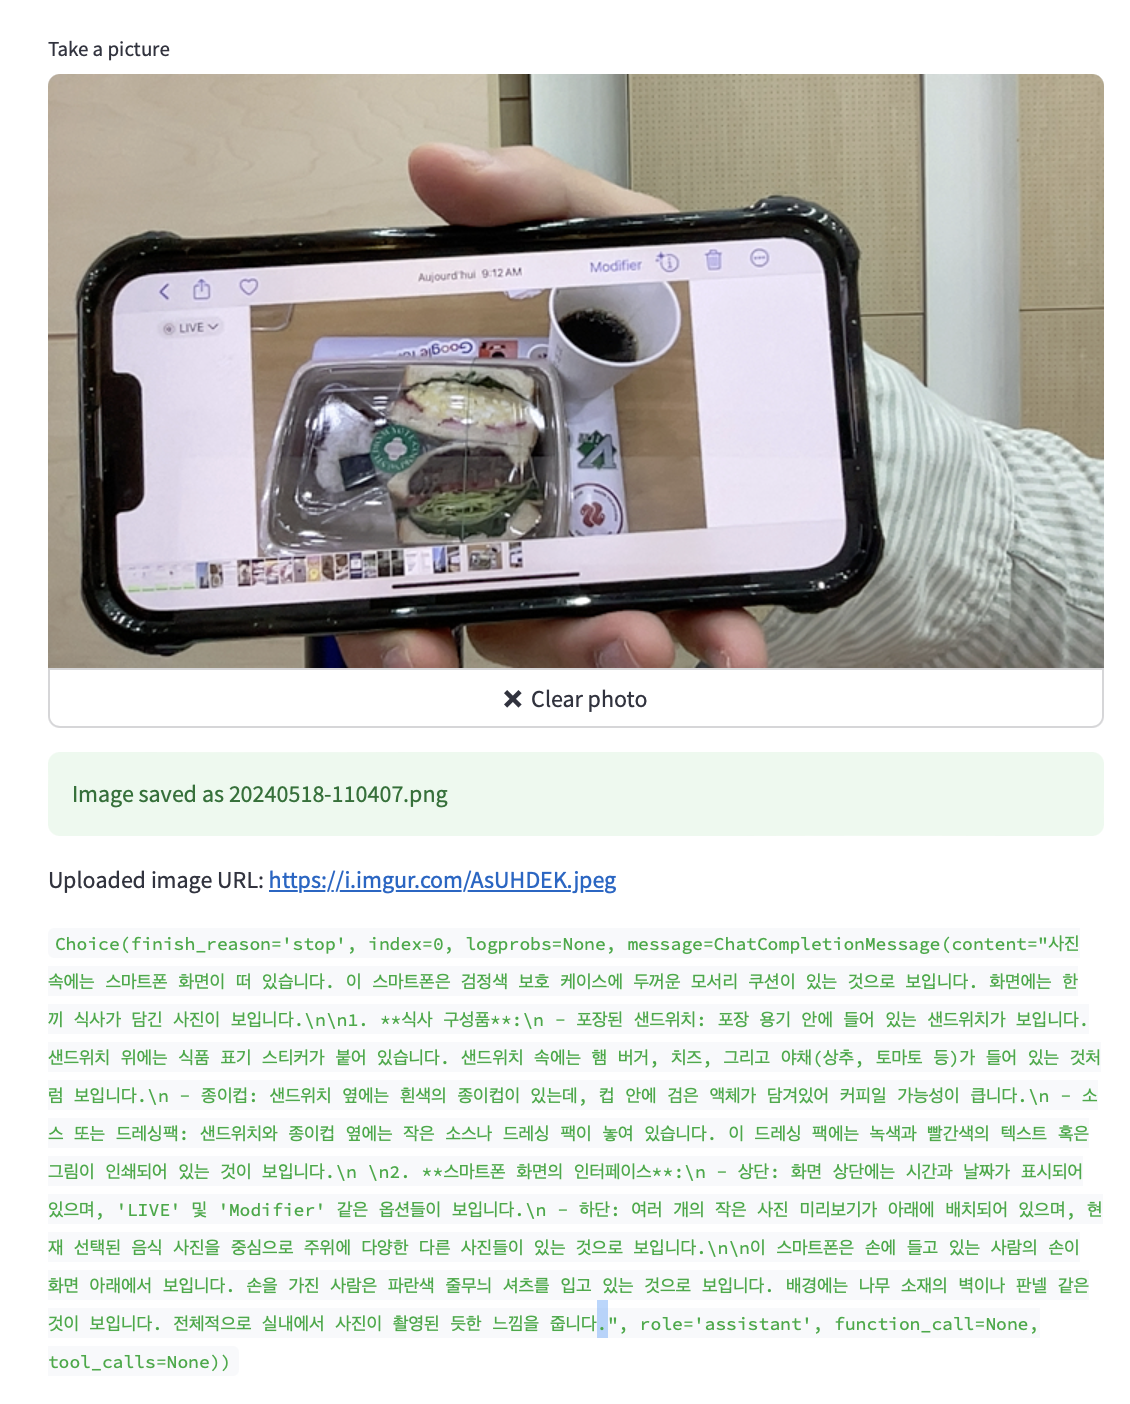 Take a picture
Aujourd'hui 9:12 AM
Modifier
LIVE
Google for
Clear photo
Image saved as 20240518-110407.png
Uploaded image URL: https://i.imgur.com/AsUHDEK.jpeg
Choice(finish_reason='stop', index=0, logprobs=None, message=ChatCompletionMessage(content="사진
속에는 스마트폰 화면이 떠 있습니다. 이 스마트폰은 검정색 보호 케이스에 두꺼운 모서리 쿠션이 있는 것으로 보입니다. 화면에는 한
끼 식사가 담긴 사진이 보입니다.\n\n1. **식사 구성품**:\n - 포장된 샌드위치: 포장 용기 안에 들어 있는 샌드위치가 보입니다.
샌드위치 위에는 식품 표기 스티커가 붙어 있습니다. 샌드위치 속에는 햄 버거, 치즈, 그리고 야채(상추, 토마토 등)가 들어 있는 것처
럼 보입니다.\n - 종이컵: 샌드위치 옆에는 흰색의 종이컵이 있는데, 컵 안에 검은 액체가 담겨있어 커피일 가능성이 큽니다.\n - 소
스 또는 드레싱팩: 샌드위치와 종이컵 옆에는 작은 소스나 드레싱 팩이 놓여 있습니다. 이 드레싱 팩에는 녹색과 빨간색의 텍스트 혹은
그림이 인쇄되어 있는 것이 보입니다.\n \n2. **스마트폰 화면의 인터페이스**:\n - 상단: 화면 상단에는 시간과 날짜가 표시되어
있으며, 'LIVE' 및 'Modifier' 같은 옵션들이 보입니다.\n - 하단: 여러 개의 작은 사진 미리보기가 아래에 배치되어 있으며, 현
재 선택된 음식 사진을 중심으로 주위에 다양한 다른 사진들이 있는 것으로 보입니다.\n\n이 스마트폰은 손에 들고 있는 사람의 손이
화면 아래에서 보입니다. 손을 가진 사람은 파란색 줄무늬 셔츠를 입고 있는 것으로 보입니다. 배경에는 나무 소재의 벽이나 판넬 같은
것이 보입니다. 전체적으로 실내에서 사진이 촬영된 듯한 느낌을 줍니다.", role='assistant', function_call=None,
tool_calls=None))